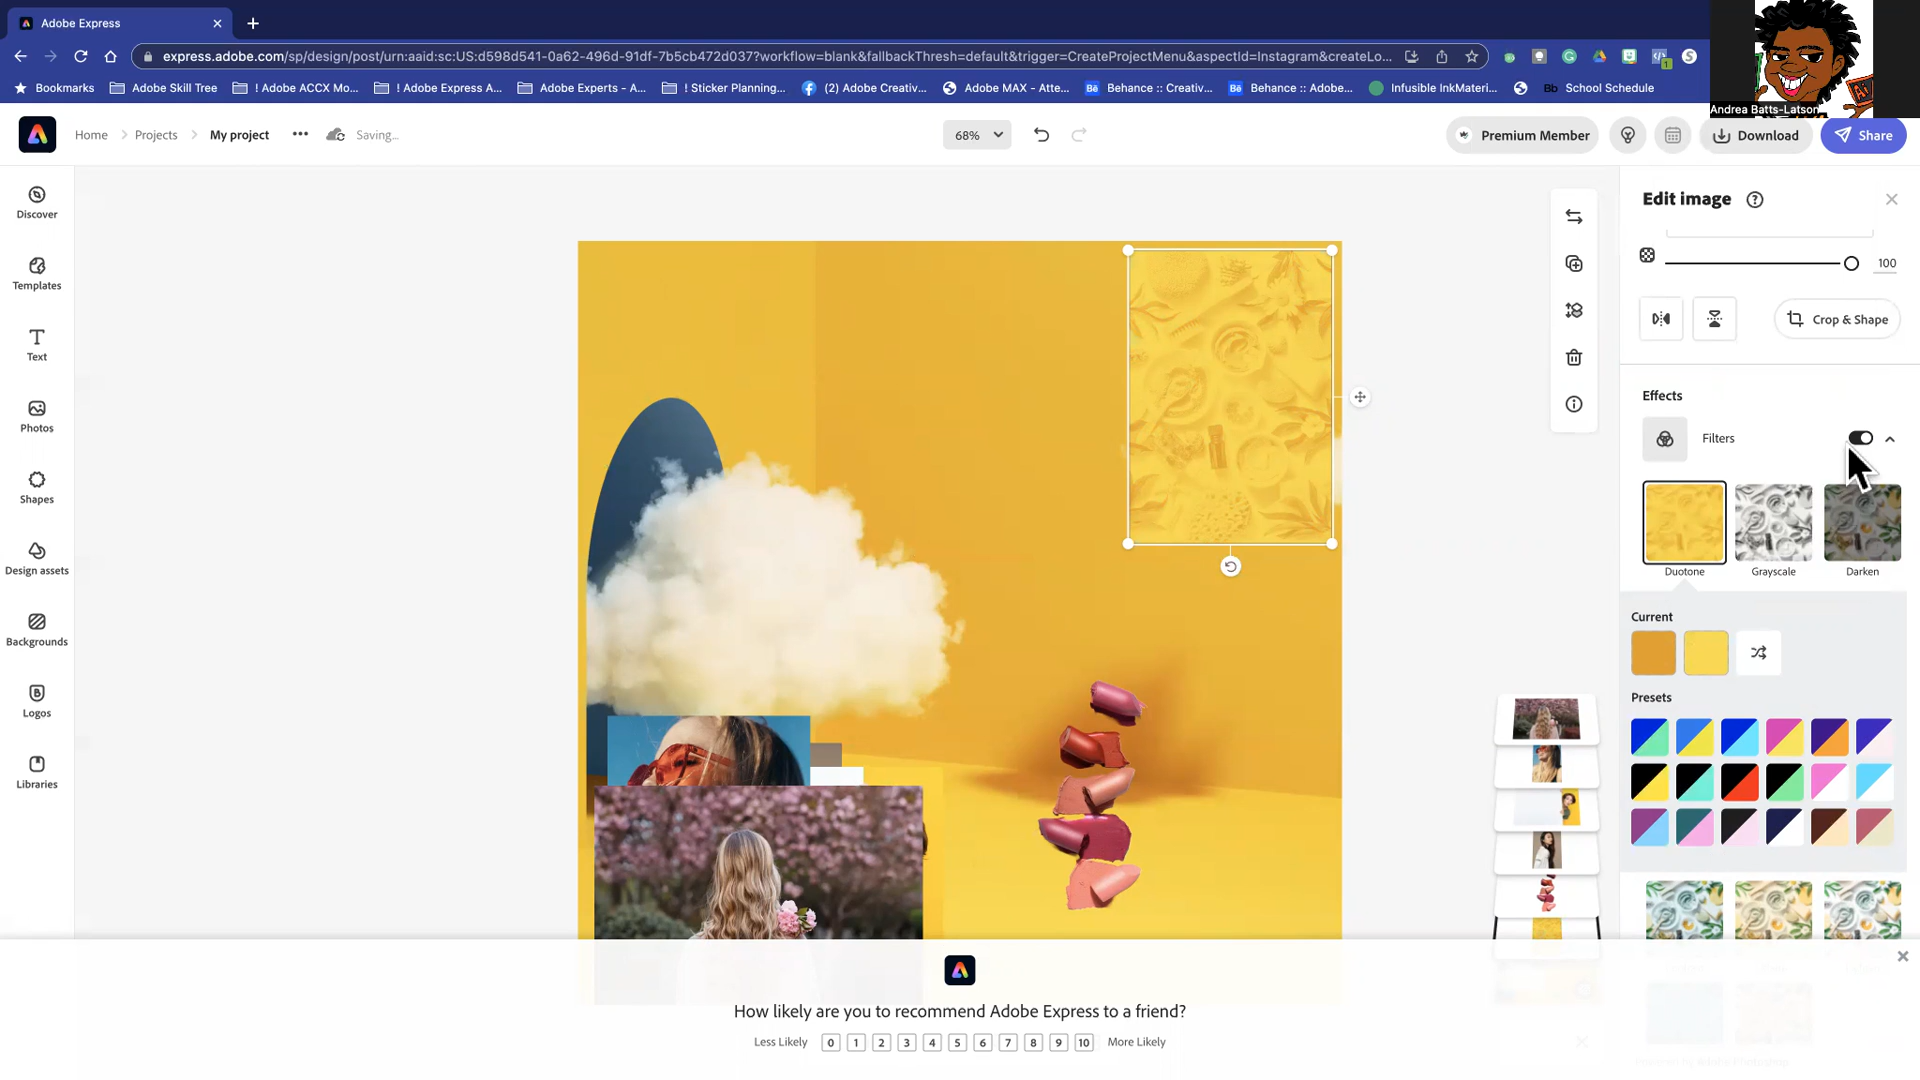 Adobe Express
express.adobe.com/sp/design/post/urn:aaid:sc:US:d598d541-0a62-496d-91df-7b5cb472d037?workflow=blank&fallbackThresh=default&trigger=CreateProjectMenu&aspectId=Instagram&createLo...
1
S
Bookmarks
Adobe Skill Tree
! Adobe ACCX Mo...
! Adobe Express A...
Adobe Experts - A...
! Sticker Planning...
(2) Adobe Creativ...
Adobe MAX - Atte...
Bē Behance :: Creativ...
Bē Behance :: Adobe...
Infusible InkMateri...
Bb School Schedule
Andrea Batts-Latson
Home
Projects
My project
Saving...
68%
Premium Member
Download
Share
Discover
Templates
Text
Photos
Shapes
Design assets
Backgrounds
Logos
Libraries
Edit image
100
Crop & Shape
Effects
Filters
Duotone
Grayscale
Darken
Current
Presets
How likely are you to recommend Adobe Express to a friend?
Less Likely 0 1 2 3 4 5 6 7 8 9 10 More Likely